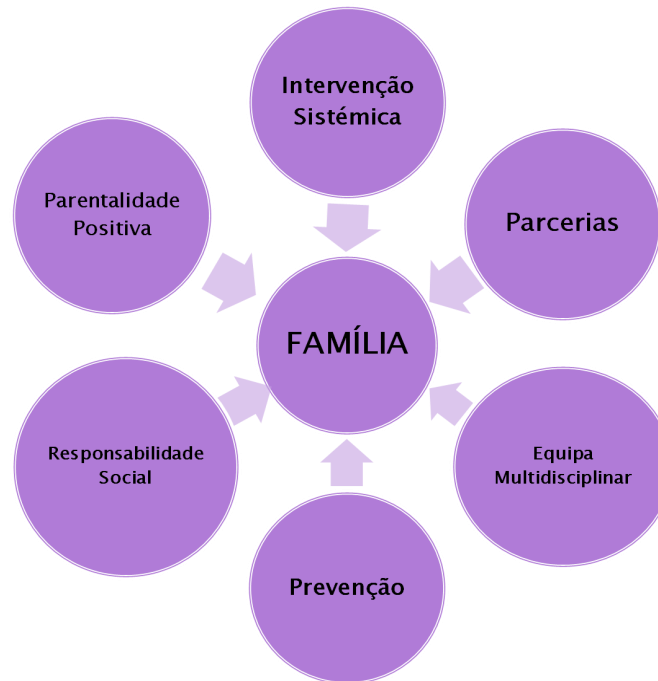 Intervenção
Sistémica
Parentalidade
Positiva
Parcerias
FAMÍLIA
Responsabilidade
Social
Equipa
Multidisciplinar
Prevenção